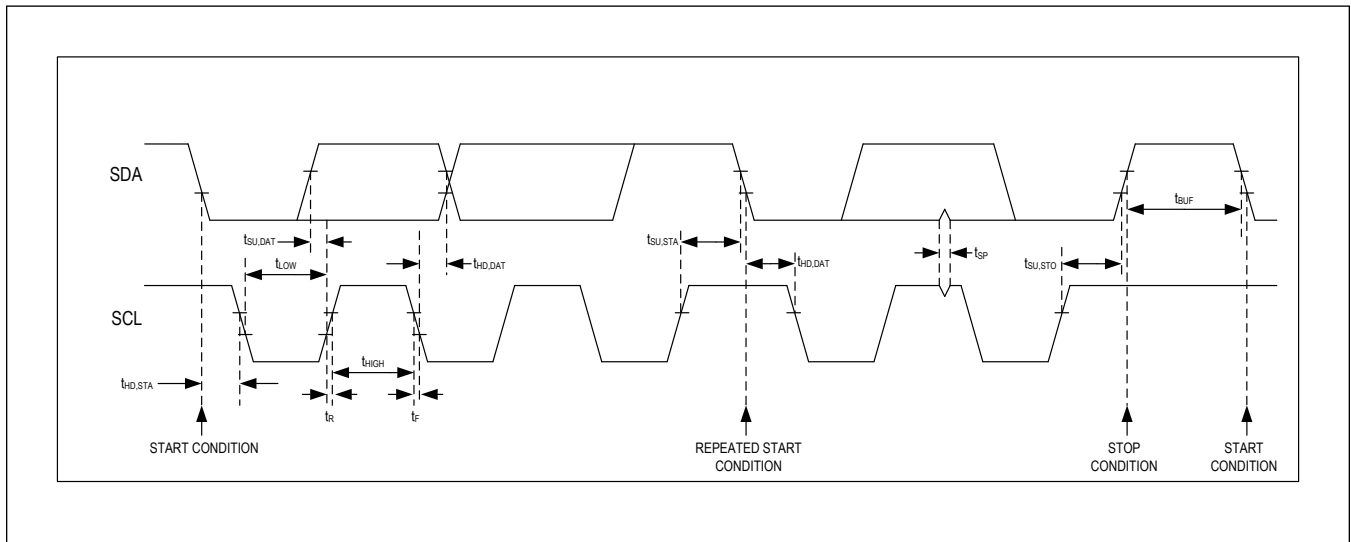 SDA
tSU,DAT
tLOW
tHD,DAT
tSU,STA
tHD,DAT
tSP
tSU,STO
tBUF
SCL
tHD,STA
tR
tHIGH
tF
START CONDITION
REPEATED START
CONDITION
STOP
CONDITION
START
CONDITION